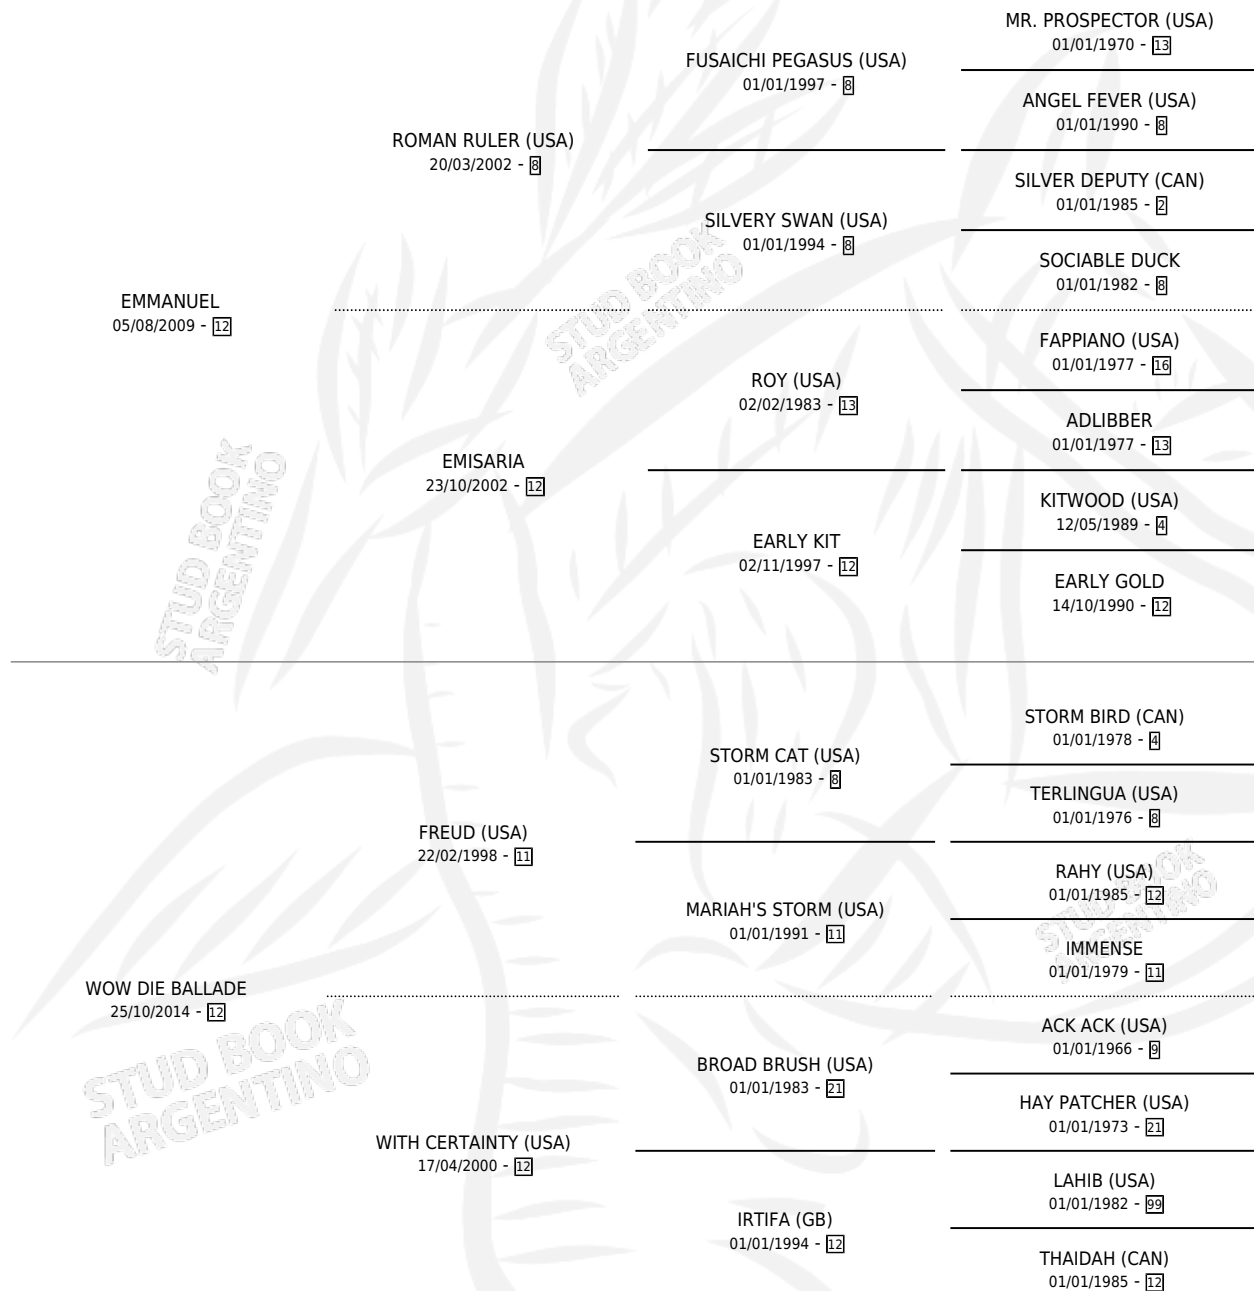 MR. PROSPECTOR (USA)
01/01/1970 - 13
FUSAICHI PEGASUS (USA)
01/01/1997 - 8
ANGEL FEVER (USA)
01/01/1990 - 8
ROMAN RULER (USA)
20/03/2002 - 8
SILVER DEPUTY (CAN)
01/01/1985 - 2
SILVERY SWAN (USA)
01/01/1994 - 8
SOCIABLE DUCK
01/01/1982 - 8
EMMANUEL
05/08/2009 - 12
FAPPIANO (USA)
01/01/1977 - 16
ROY (USA)
02/02/1983 - 13
ADLIBBER
01/01/1977 - 13
EMISARIA
23/10/2002 - 12
KITWOOD (USA)
12/05/1989 - 4
EARLY KIT
02/11/1997 - 12
EARLY GOLD
14/10/1990 - 12
STORM BIRD (CAN)
01/01/1978 - 4
STORM CAT (USA)
01/01/1983 - 8
TERLINGUA (USA)
01/01/1976 - 8
FREUD (USA)
22/02/1998 - 11
RAHY (USA)
01/01/1985 - 12
MARIAH'S STORM (USA)
01/01/1991 - 11
IMMENSE
01/01/1979 - 11
WOW DIE BALLADE
25/10/2014 - 12
ACK ACK (USA)
01/01/1966 - 9
BROAD BRUSH (USA)
01/01/1983 - 21
HAY PATCHER (USA)
01/01/1973 - 21
WITH CERTAINTY (USA)
17/04/2000 - 12
LAHIB (USA)
01/01/1982 - 99
IRTIFA (GB)
01/01/1994 - 12
THAIDAH (CAN)
01/01/1985 - 12
STUD BOOK
ARGENTINO
STUD BOOK
ARGENTINO
STUD BOOK
ARGENTINO
STUD BOOK
ARGENTINO